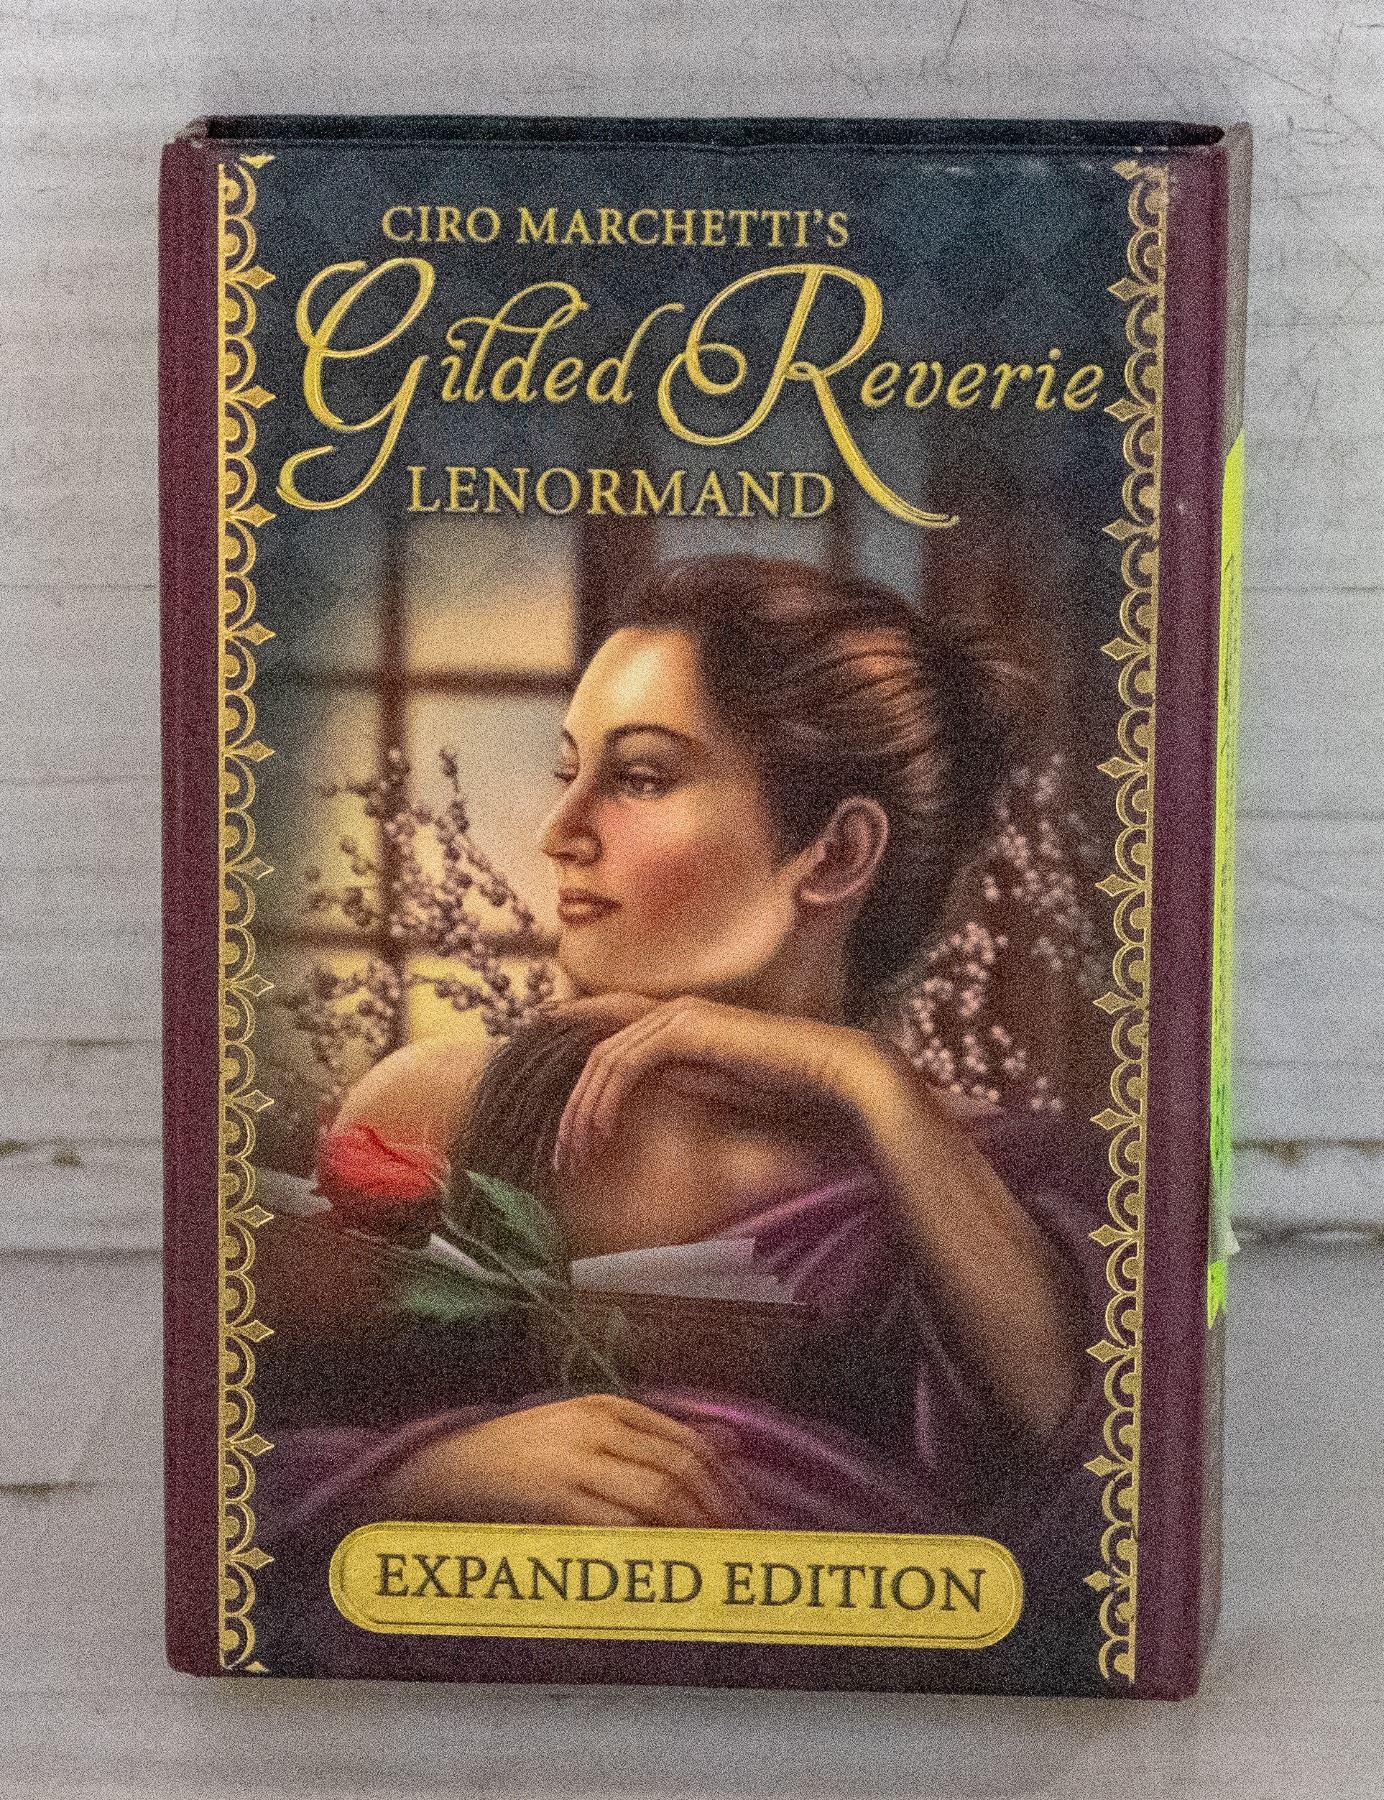 CIRO MARCHETTI'S
Gilded Reverie
LENORMAND
EXPANDED EDITION